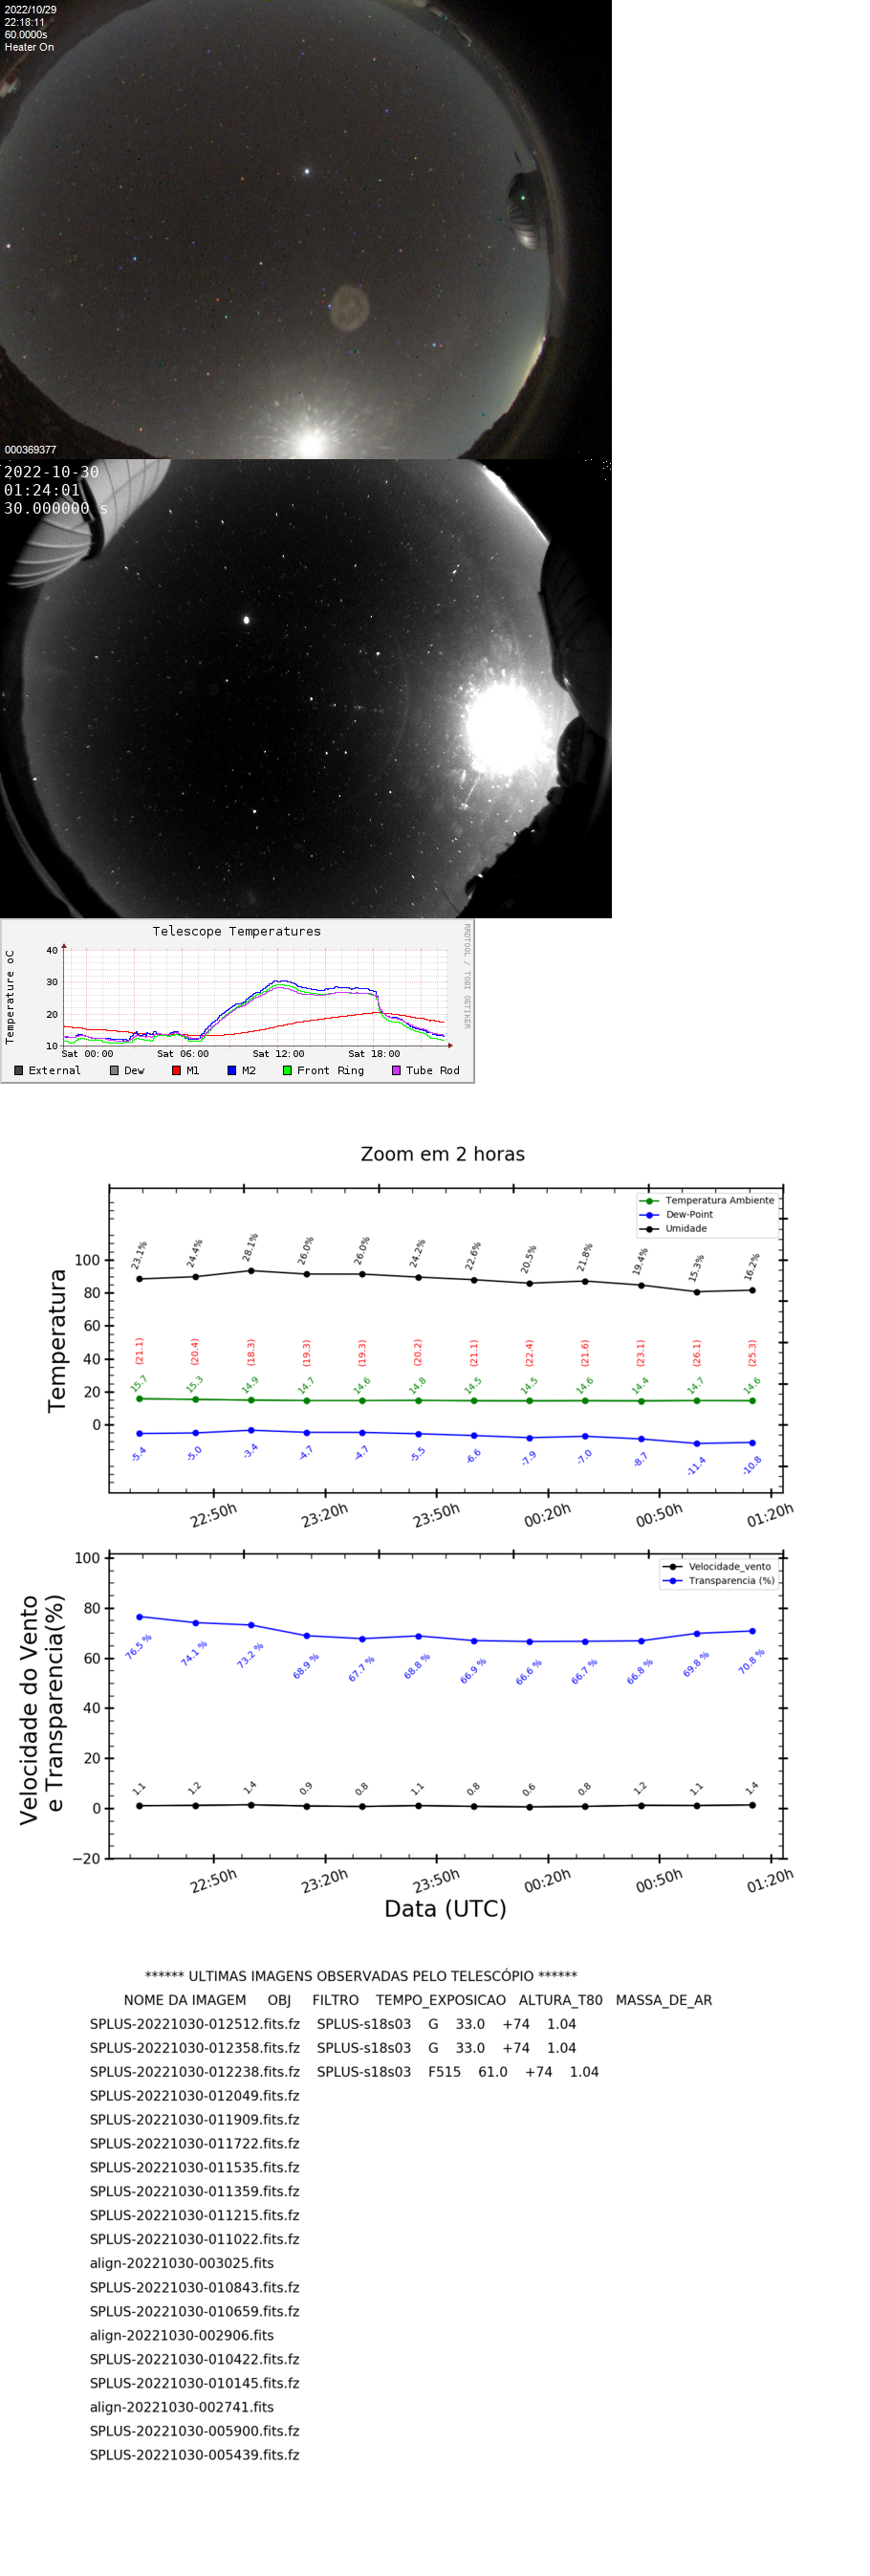 2022/10/29
22:18:11
60.0000s
Heater On
000369377
2022-10-30
01:24:01
30.000000 s
Telescope Temperatures
Temperature oC
RRDTOOL / TOBI OETIKER
40
30
20
10
Sat 00:00 Sat 06:00 Sat 12:00 Sat 18:00
External Dew M1 M2 Front Ring Tube Rod
Zoom em 2 horas
Temperatura
Temperatura Ambiente
Dew-Point
Umidade
100
80
60
40
20
0
23.1% 24.4% 28.1% 26.0% 26.0% 24.2% 22.6% 20.5% 21.8% 19.4% 15.3% 16.2%
(21.1) (20.4) (18.3) (19.3) (19.3) (20.2) (21.1) (22.4) (21.6) (23.1) (26.1) (25.3)
15.7 15.3 14.9 14.7 14.6 14.8 14.5 14.5 14.6 14.4 14.7 14.6
-5.4 -5.0 -3.4 -4.7 -4.7 -5.5 -6.6 -7.9 -7.0 -8.7 -11.4 -10.8
22:50h 23:20h 23:50h 00:20h 00:50h 01:20h
Velocidade do Vento
e Transparencia(%)
Velocidade_vento
Transparencia (%)
100
80
60
40
20
0
−20
76.5 % 74.1 % 73.2 % 68.9 % 67.7 % 68.8 % 66.9 % 66.6 % 66.7 % 66.8 % 69.8 % 70.8 %
1.1 1.2 1.4 0.9 0.8 1.1 0.8 0.6 0.8 1.2 1.1 1.4
22:50h 23:20h 23:50h 00:20h 00:50h 01:20h
Data (UTC)
****** ULTIMAS IMAGENS OBSERVADAS PELO TELESCÓPIO ******
NOME DA IMAGEM OBJ FILTRO TEMPO_EXPOSICAO ALTURA_T80 MASSA_DE_AR
SPLUS-20221030-012512.fits.fz SPLUS-s18s03 G 33.0 +74 1.04
SPLUS-20221030-012358.fits.fz SPLUS-s18s03 G 33.0 +74 1.04
SPLUS-20221030-012238.fits.fz SPLUS-s18s03 F515 61.0 +74 1.04
SPLUS-20221030-012049.fits.fz
SPLUS-20221030-011909.fits.fz
SPLUS-20221030-011722.fits.fz
SPLUS-20221030-011535.fits.fz
SPLUS-20221030-011359.fits.fz
SPLUS-20221030-011215.fits.fz
SPLUS-20221030-011022.fits.fz
align-20221030-003025.fits
SPLUS-20221030-010843.fits.fz
SPLUS-20221030-010659.fits.fz
align-20221030-002906.fits
SPLUS-20221030-010422.fits.fz
SPLUS-20221030-010145.fits.fz
align-20221030-002741.fits
SPLUS-20221030-005900.fits.fz
SPLUS-20221030-005439.fits.fz